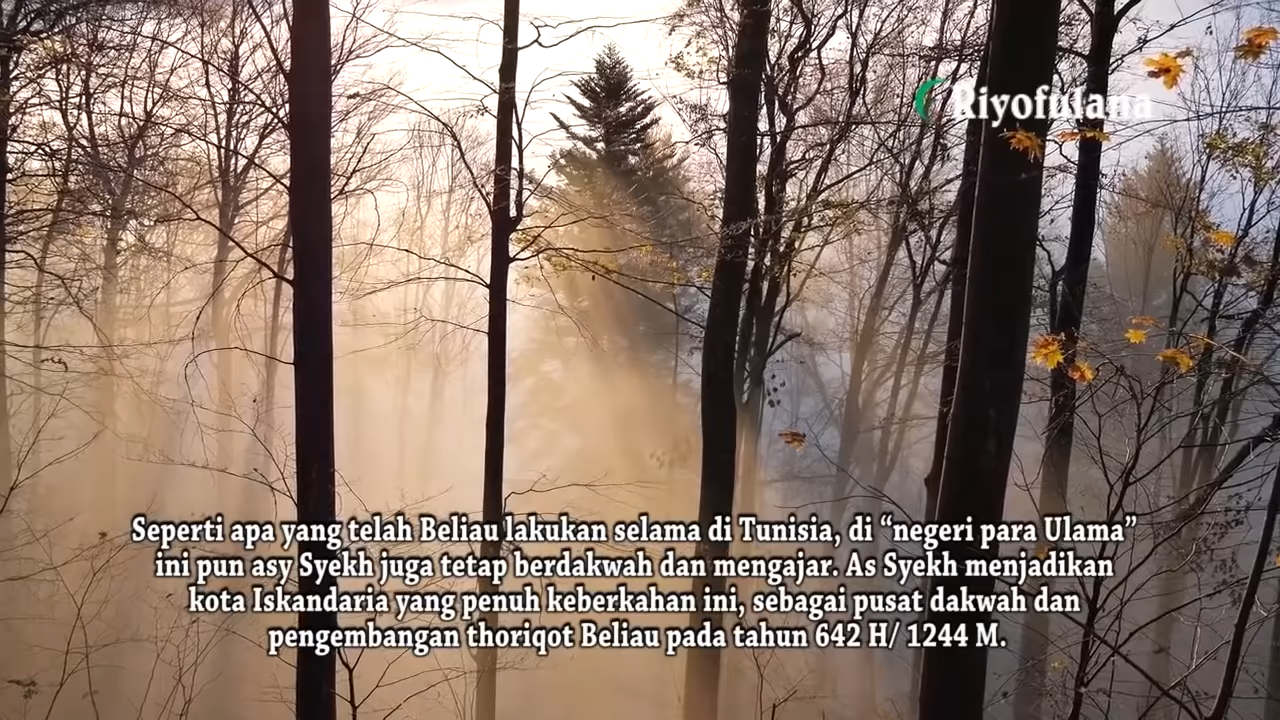 Riyofulana
Seperti apa yang telah Beliau lakukan selama di Tunisia, di “negeri para Ulama”
ini pun asy Syekh juga tetap berdakwah dan mengajar. As Syekh menjadikan
kota Iskandaria yang penuh keberkahan ini, sebagai pusat dakwah dan
pengembangan thoriqot Beliau pada tahun 642 H/ 1244 M.